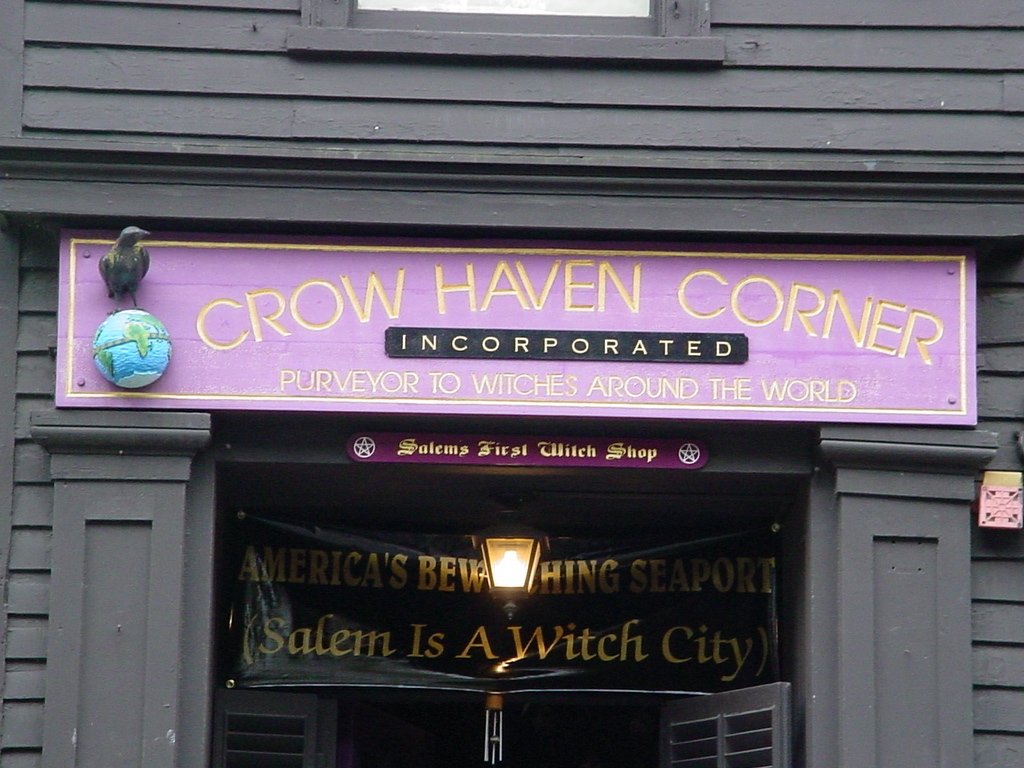 CROW HAVEN CORNER
INCORPORATED
PURVEYOR TO WITCHES AROUND THE WORLD
Salems First Witch Shop
AMERICA'S BEWITCHING SEAPORT
(Salem Is A Witch City)